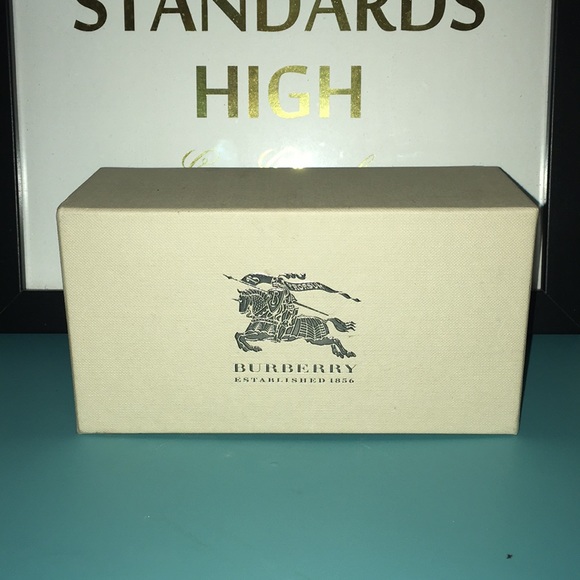 STANDARDS
HIGH
BURBERRY
ESTABLISHED 1856